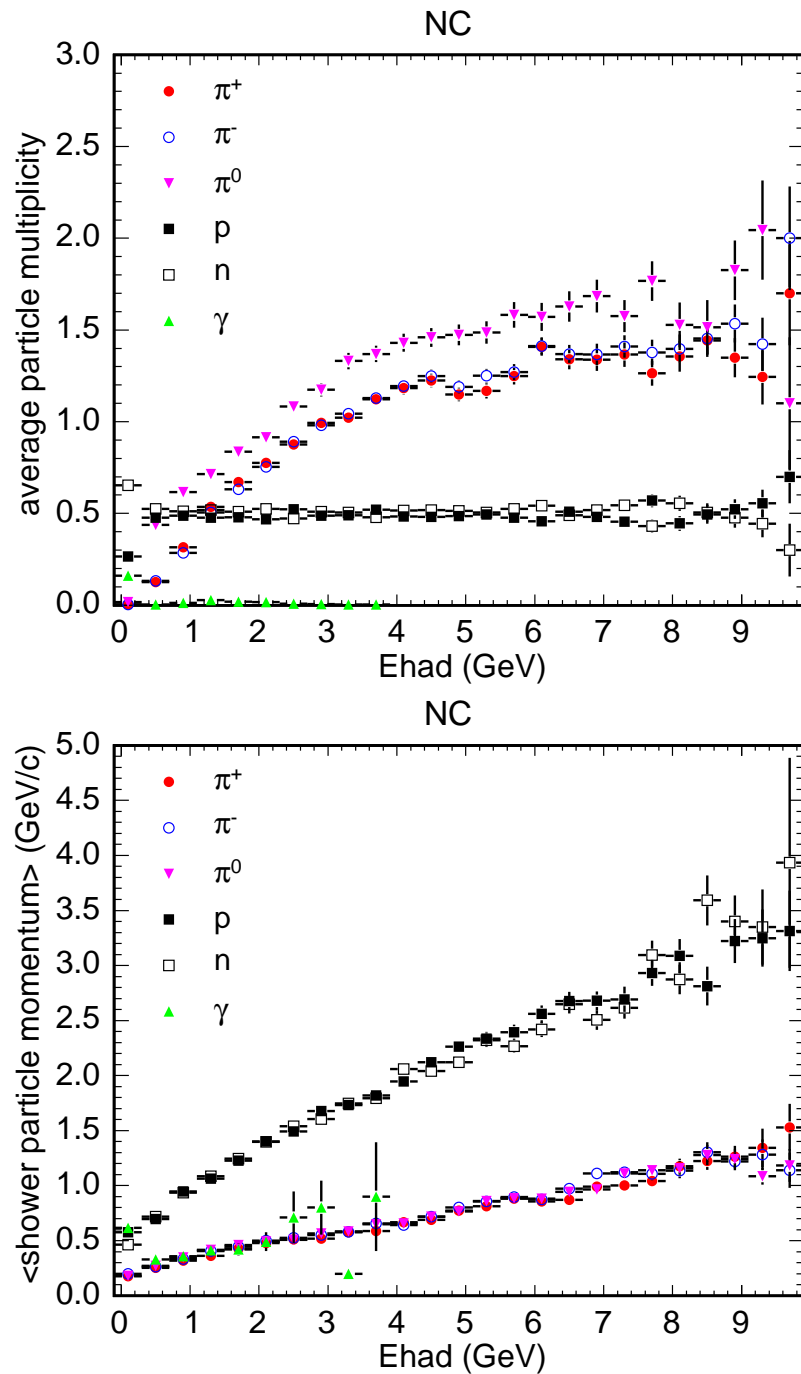 NC
average particle multiplicity
3.0
2.5
2.0
1.5
1.0
0.5
0.0
π⁺
π⁻
π⁰
p
n
γ
0 1 2 3 4 5 6 7 8 9
Ehad (GeV)
NC
<shower particle momentum> (GeV/c)
5.0
4.5
4.0
3.5
3.0
2.5
2.0
1.5
1.0
0.5
0.0
π⁺
π⁻
π⁰
p
n
γ
0 1 2 3 4 5 6 7 8 9
Ehad (GeV)